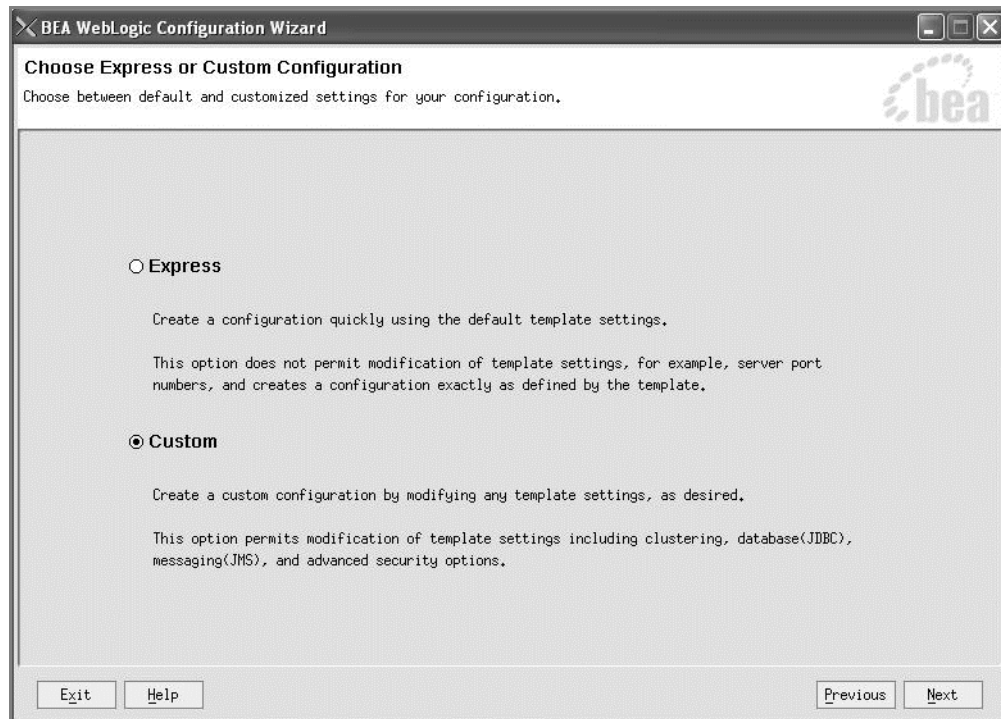 BEA WebLogic Configuration Wizard
Choose Express or Custom Configuration
Choose between default and customized settings for your configuration.
bea
Express
Create a configuration quickly using the default template settings.
This option does not permit modification of template settings, for example, server port
numbers, and creates a configuration exactly as defined by the template.
Custom
Create a custom configuration by modifying any template settings, as desired.
This option permits modification of template settings including clustering, database(JDBC),
messaging(JMS), and advanced security options.
Exit
Help
Previous
Next